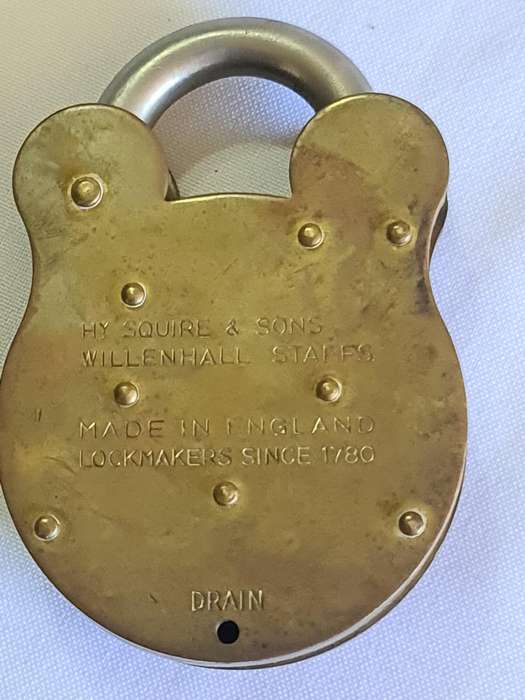 HY SQUIRE & SONS
WILLENHALL STAFFS
MADE IN ENGLAND
LOCKMAKERS SINCE 1780
DRAIN